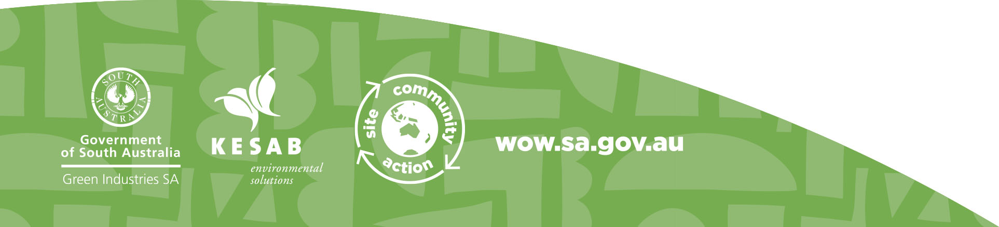 SOUTH
AUSTRALIA
Government
of South Australia
Green Industries SA
KESAB
environmental
solutions
site
community
action
wow.sa.gov.au